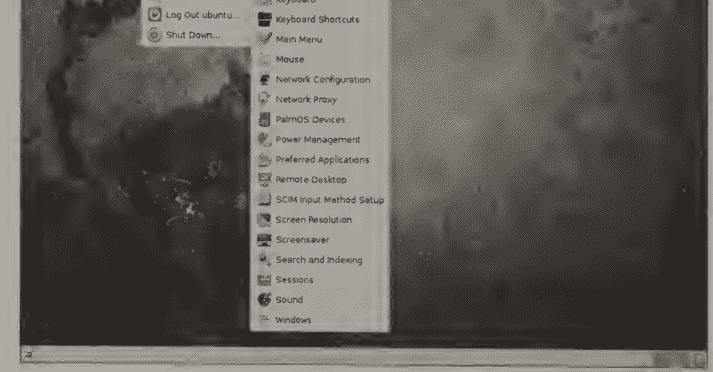 Log Out ubuntu...
Shut Down...
Keyboard
Keyboard Shortcuts
Main Menu
Mouse
Network Configuration
Network Proxy
PalmOS Devices
Power Management
Preferred Applications
Remote Desktop
SCIM Input Method Setup
Screen Resolution
Screensaver
Search and Indexing
Sessions
Sound
Windows